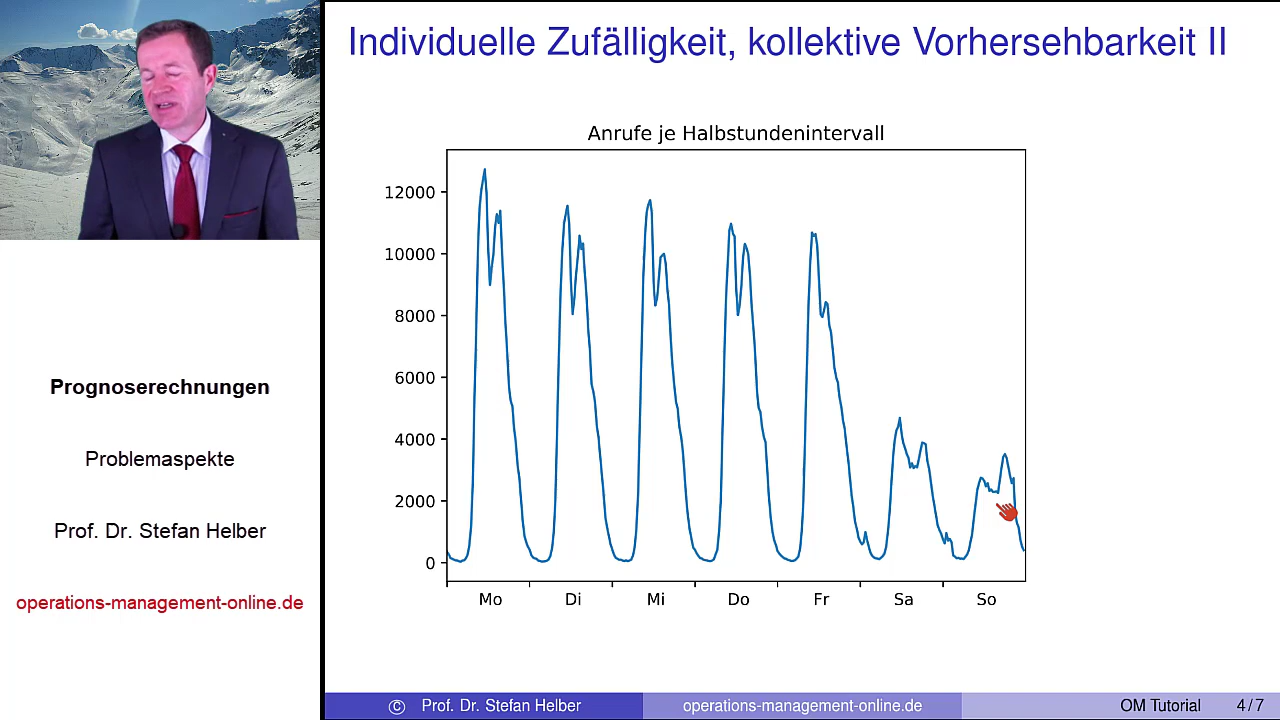 Individuelle Zufälligkeit, kollektive Vorhersehbarkeit II
Anrufe je Halbstundenintervall
12000
10000
8000
6000
4000
2000
0
Mo Di Mi Do Fr Sa So
Prognoserechnungen
Problemaspekte
Prof. Dr. Stefan Helber
operations-management-online.de
© Prof. Dr. Stefan Helber operations-management-online.de OM Tutorial 4/7